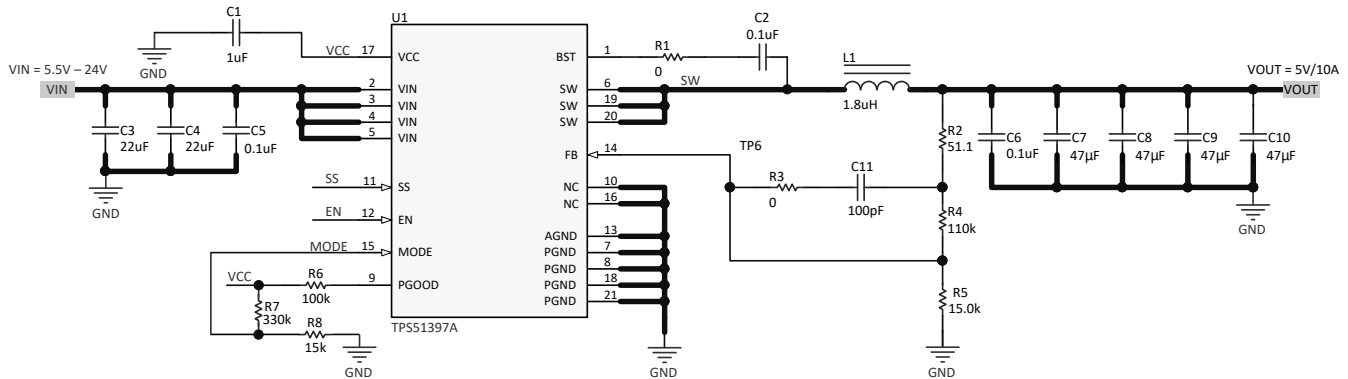 C1
1uF
GND
VIN = 5.5V – 24V
VIN
C3
22uF
C4
22uF
C5
0.1uF
GND
SS
EN
MODE
VCC
R6
100k
R7
330k
R8
15k
GND
U1
VCC 17 VCC
2 VIN
3 VIN
4 VIN
5 VIN
11 SS
12 EN
15 MODE
9 PGOOD
TPS51397A
BST 1
SW 6
SW 19
SW 20
FB 14
NC 10
NC 16
AGND 13
PGND 7
PGND 8
PGND 18
PGND 21
GND
R1
0
C2
0.1uF
SW
L1
1.8uH
TP6
R3
0
C11
100pF
R2
51.1
R4
110k
R5
15.0k
GND
VOUT = 5V/10A
VOUT
C6
0.1uF
C7
47µF
C8
47µF
C9
47µF
C10
47µF
GND